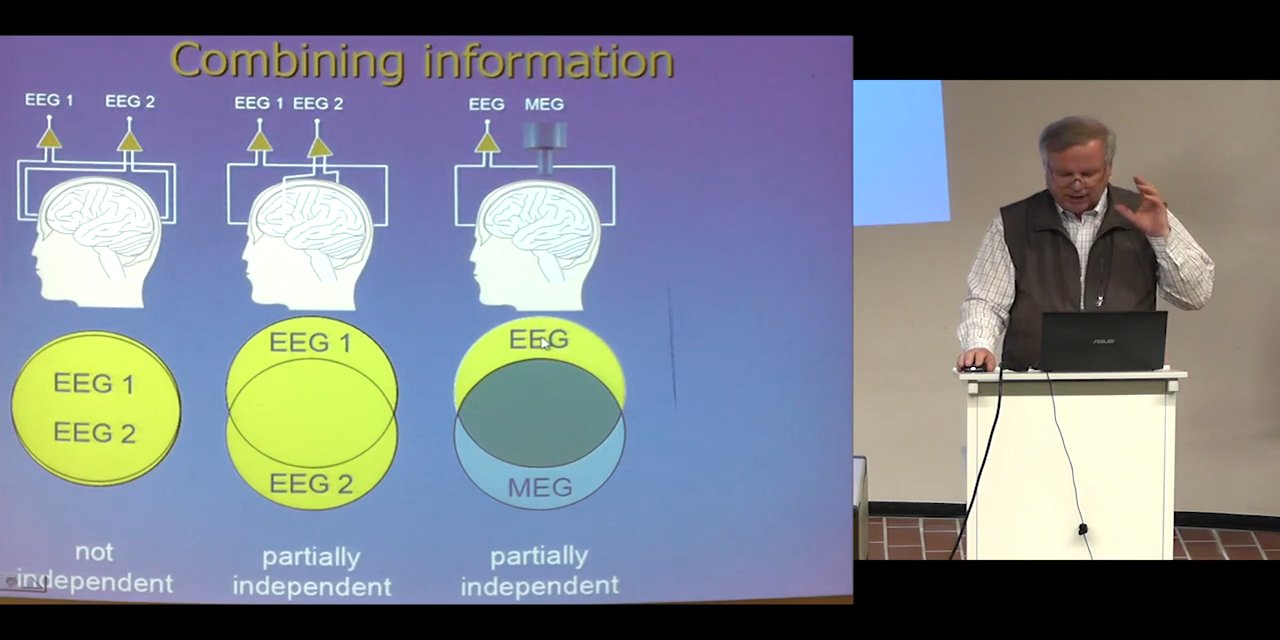 Combining information
EEG 1
EEG 2
EEG 1 EEG 2
EEG
MEG
EEG 1
EEG 2
EEG 1
EEG 2
EEG
MEG
not
independent
partially
independent
partially
independent
ASUS